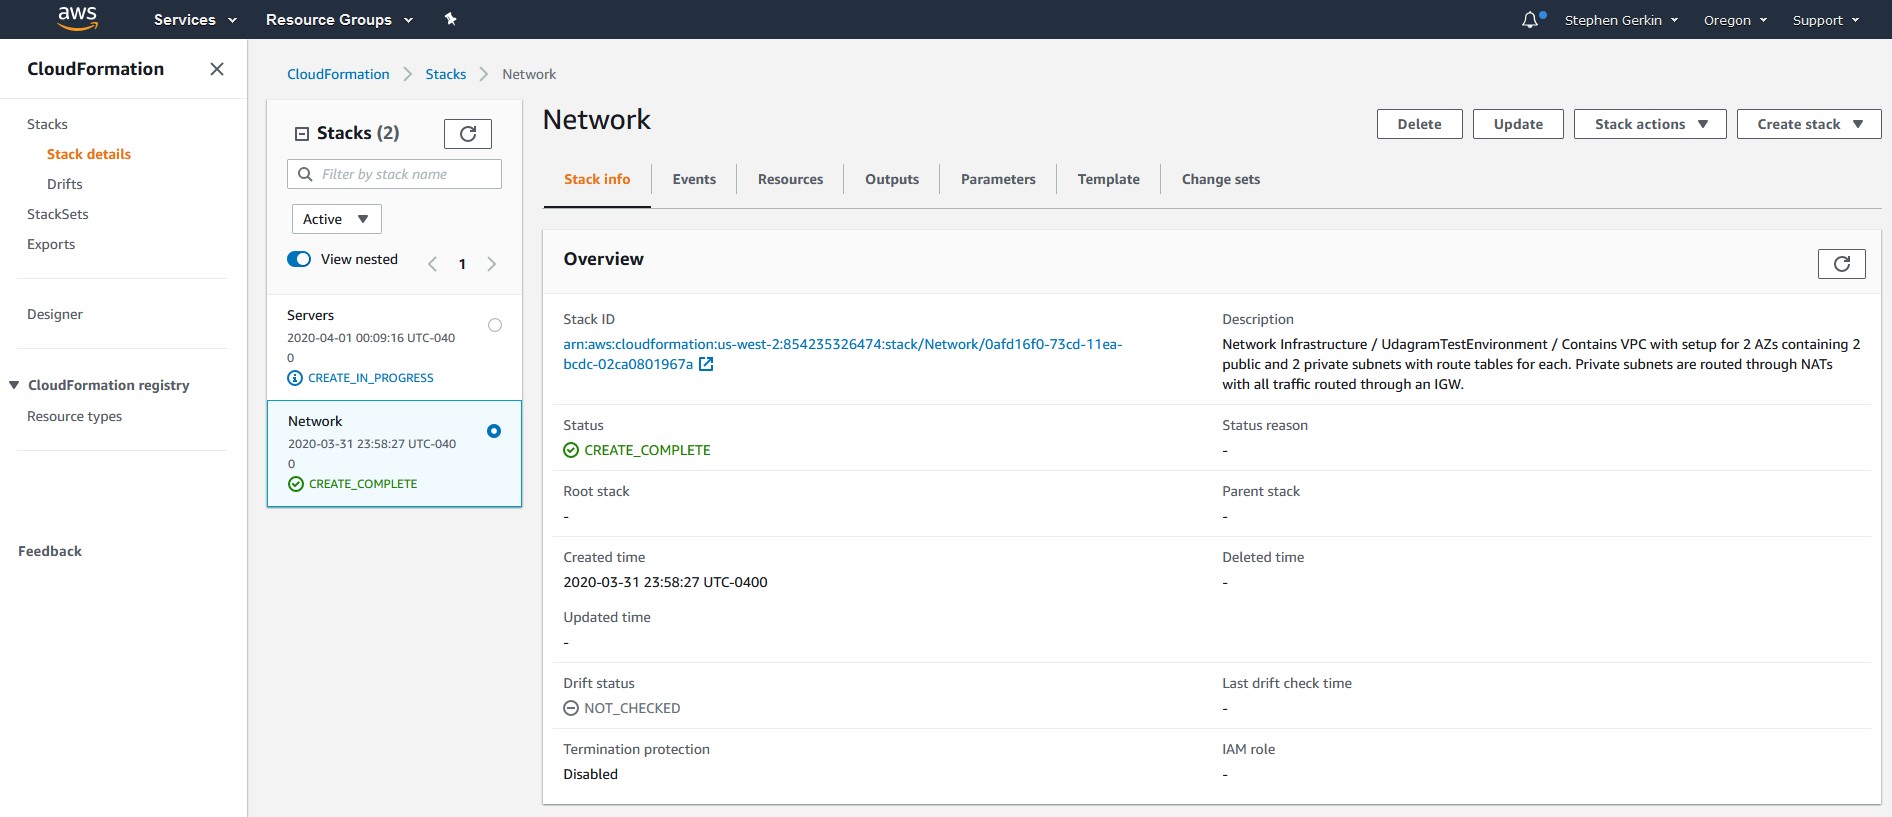 aws
Services
Resource Groups
Stephen Gerkin
Oregon
Support
CloudFormation
Stacks
Stack details
Drifts
StackSets
Exports
Designer
CloudFormation registry
Resource types
Feedback
CloudFormation
Stacks
Network
Stacks (2)
Filter by stack name
Active
View nested
1
Servers
2020-04-01 00:09:16 UTC-040
0
CREATE_IN_PROGRESS
Network
2020-03-31 23:58:27 UTC-040
0
CREATE_COMPLETE
Network
Delete
Update
Stack actions
Create stack
Stack info
Events
Resources
Outputs
Parameters
Template
Change sets
Overview
Stack ID
arn:aws:cloudformation:us-west-2:854235326474:stack/Network/0afd16f0-73cd-11ea-
bcdc-02ca0801967a
Description
Network Infrastructure / UdagramTestEnvironment / Contains VPC with setup for 2 AZs containing 2
public and 2 private subnets with route tables for each. Private subnets are routed through NATs
with all traffic routed through an IGW.
Status
CREATE_COMPLETE
Status reason
-
Root stack
-
Parent stack
-
Created time
2020-03-31 23:58:27 UTC-0400
Deleted time
-
Updated time
-
Drift status
NOT_CHECKED
Last drift check time
-
Termination protection
Disabled
IAM role
-